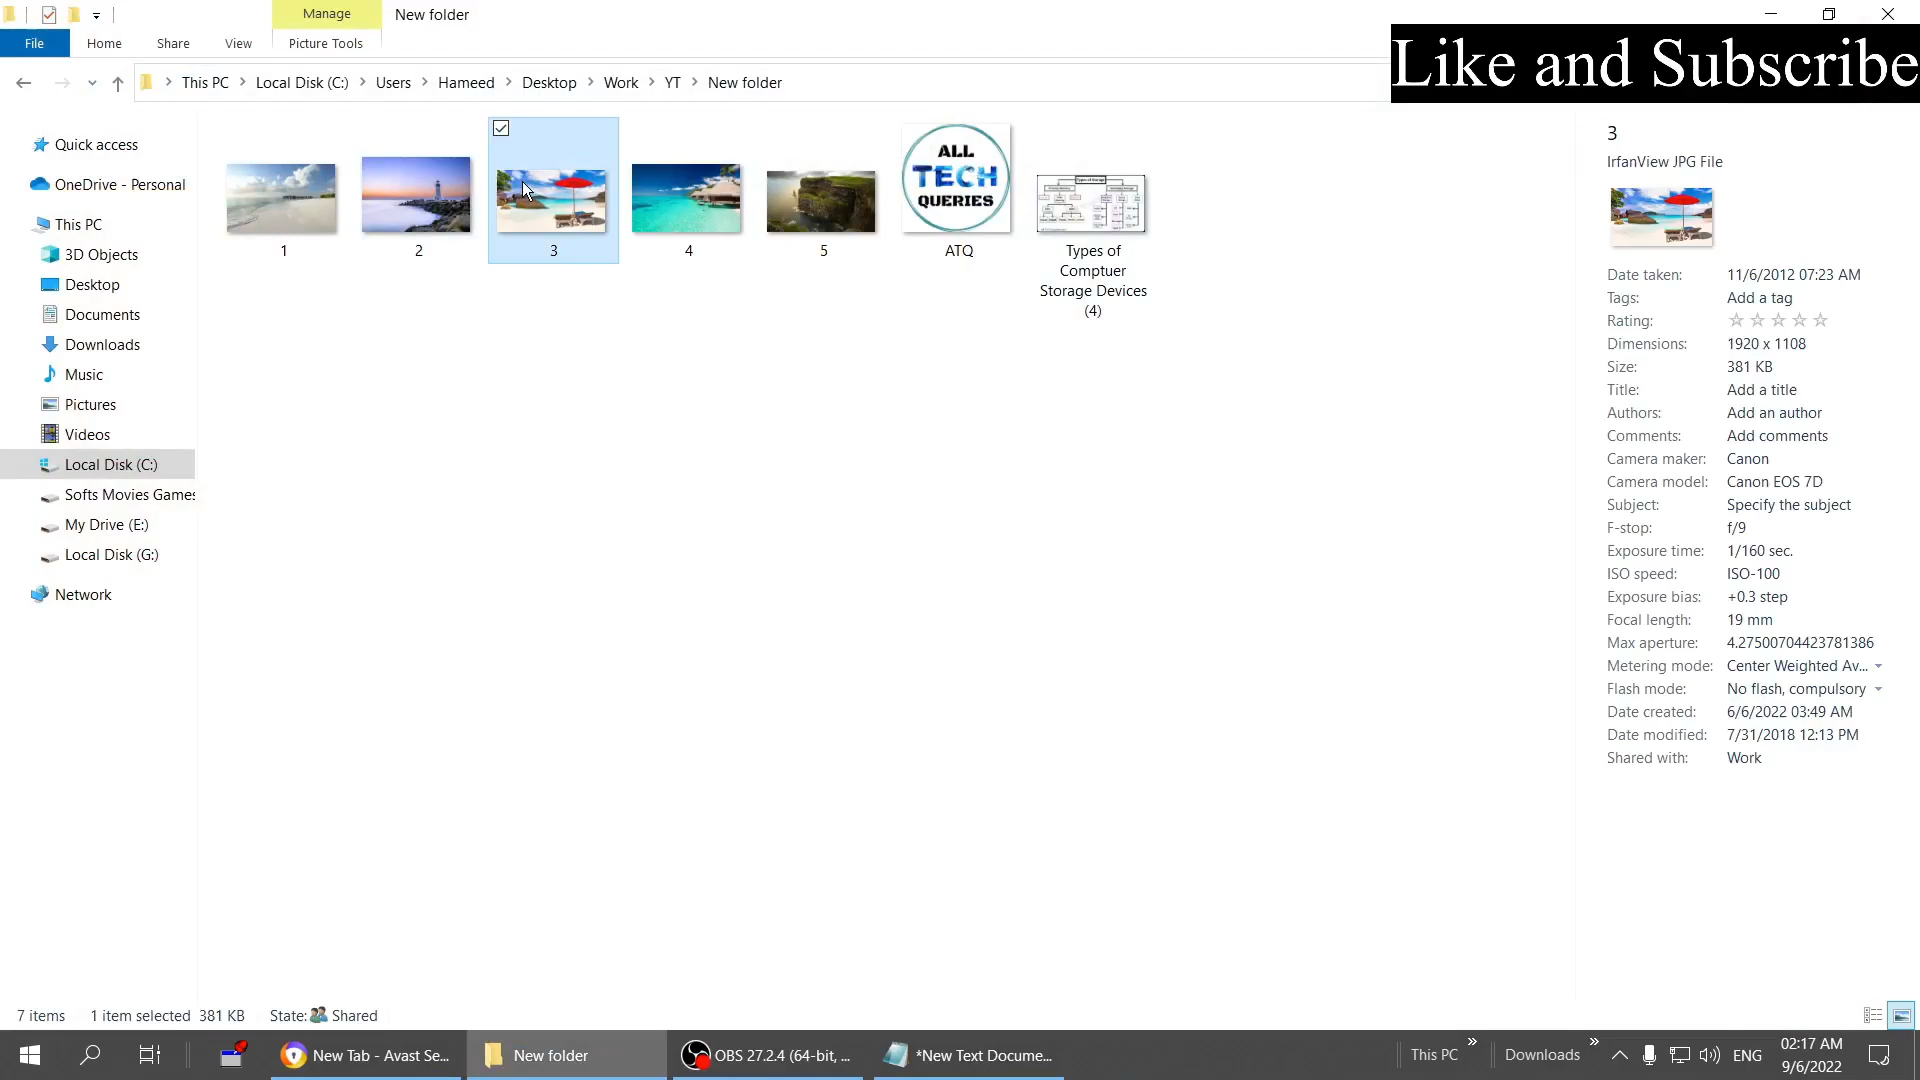 Manage
New folder
File
Home
Share
View
Picture Tools
Like and Subscribe
This PC
Local Disk (C:)
Users
Hameed
Desktop
Work
YT
New folder
Quick access
OneDrive - Personal
This PC
3D Objects
Desktop
Documents
Downloads
Music
Pictures
Videos
Local Disk (C:)
Softs Movies Games
My Drive (E:)
Local Disk (G:)
Network
1
2
3
4
5
ALL
TECH
QUERIES
ATQ
Types of
Comptuer
Storage Devices
(4)
3
IrfanView JPG File
Date taken: 11/6/2012 07:23 AM
Tags: Add a tag
Rating:
Dimensions: 1920 x 1108
Size: 381 KB
Title: Add a title
Authors: Add an author
Comments: Add comments
Camera maker: Canon
Camera model: Canon EOS 7D
Subject: Specify the subject
F-stop: f/9
Exposure time: 1/160 sec.
ISO speed: ISO-100
Exposure bias: +0.3 step
Focal length: 19 mm
Max aperture: 4.27500704423781386
Metering mode: Center Weighted Av...
Flash mode: No flash, compulsory
Date created: 6/6/2022 03:49 AM
Date modified: 7/31/2018 12:13 PM
Shared with: Work
7 items 1 item selected 381 KB State: Shared
New Tab - Avast Se...
New folder
OBS 27.2.4 (64-bit, ...
*New Text Docume...
This PC
Downloads
ENG
02:17 AM
9/6/2022